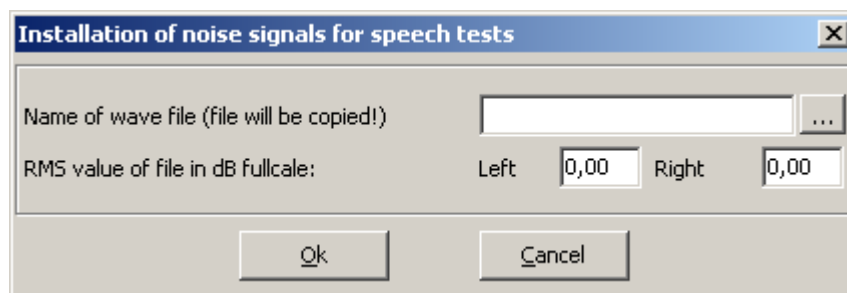 Installation of noise signals for speech tests
Name of wave file (file will be copied!) ...
RMS value of file in dB fullcale: Left 0,00 Right 0,00
Ok Cancel